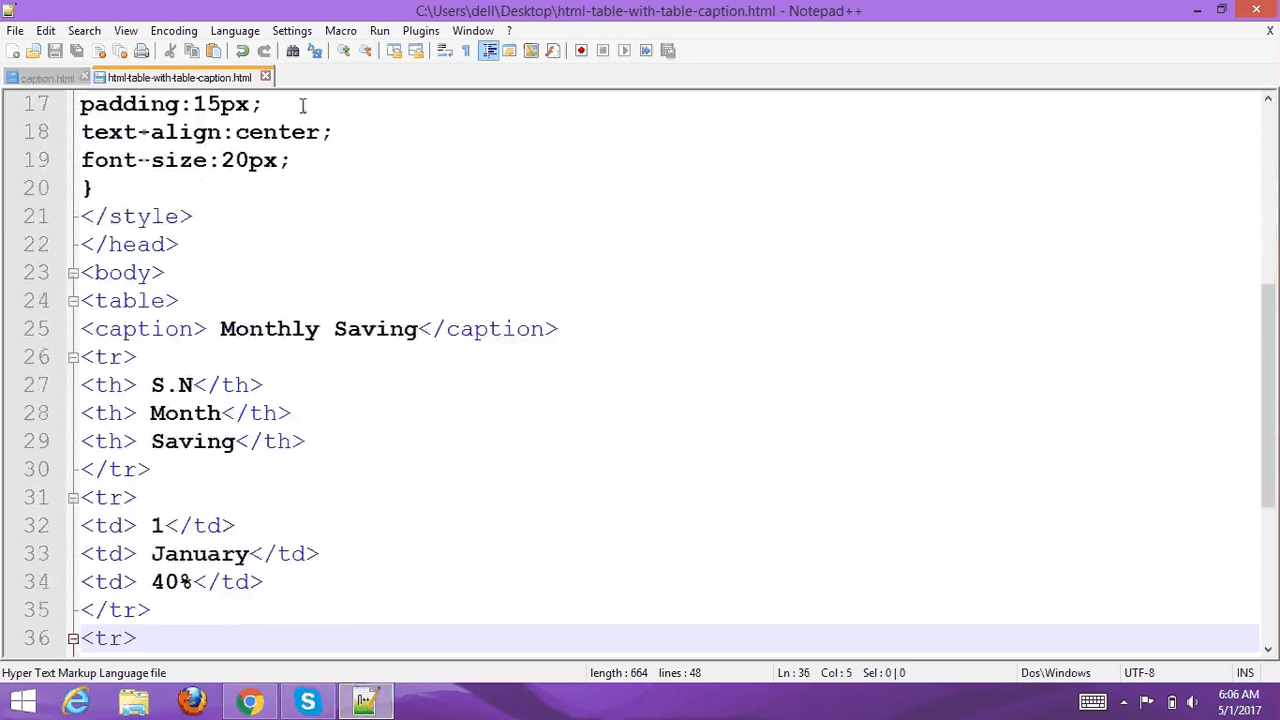 C:\Users\dell\Desktop\html-table-with-table-caption.html - Notepad++
File Edit Search View Encoding Language Settings Macro Run Plugins Window ? X
caption.html html-table-with-table-caption.html
17 padding:15px;
18 text-align:center;
19 font-size:20px;
20 }
21 </style>
22 </head>
23 <body>
24 <table>
25 <caption> Monthly Saving</caption>
26 <tr>
27 <th> S.N</th>
28 <th> Month</th>
29 <th> Saving</th>
30 </tr>
31 <tr>
32 <td> 1</td>
33 <td> January</td>
34 <td> 40%</td>
35 </tr>
36 <tr>
Hyper Text Markup Language file length : 664 lines : 48 Ln : 36 Col : 5 Sel : 0 | 0 Dos\Windows UTF-8 INS
6:06 AM
5/1/2017